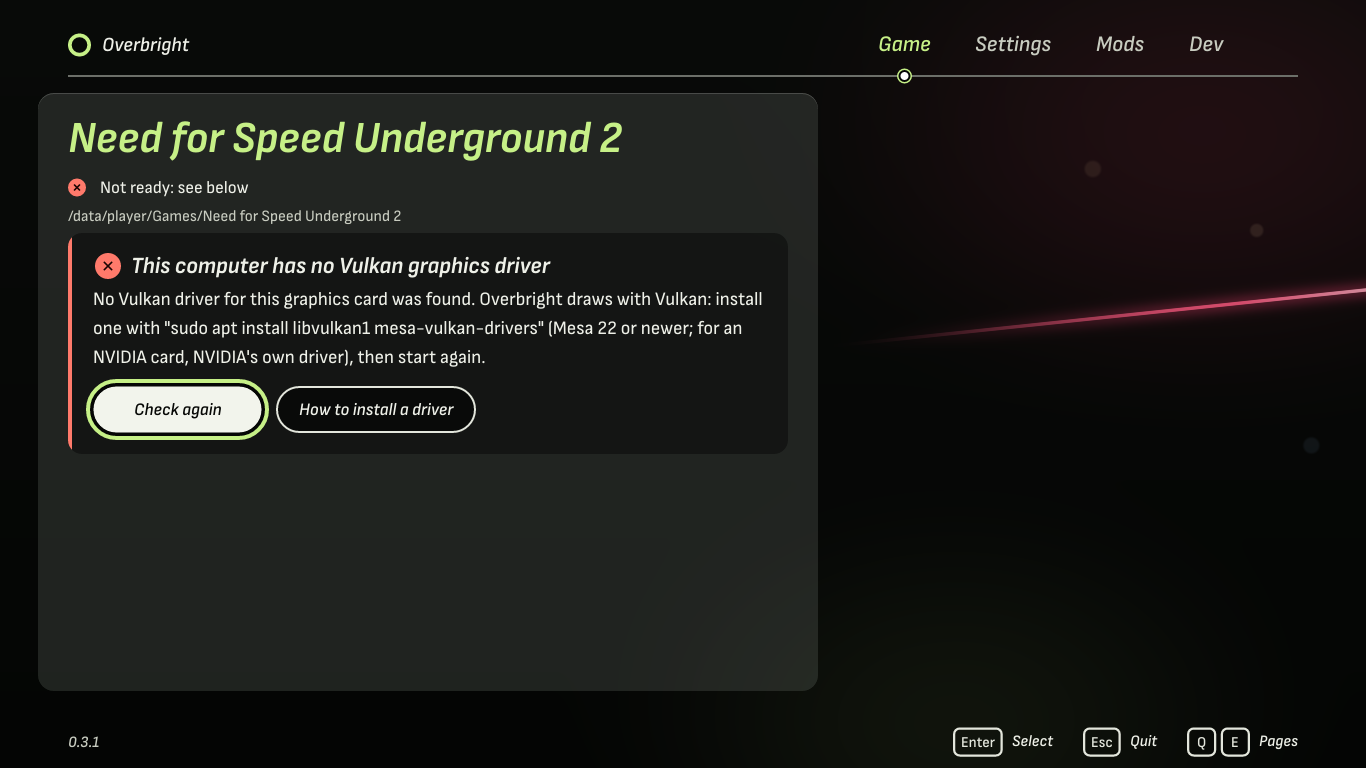 Overbright
Game Settings Mods Dev
Need for Speed Underground 2
Not ready: see below
/data/player/Games/Need for Speed Underground 2
This computer has no Vulkan graphics driver
No Vulkan driver for this graphics card was found. Overbright draws with Vulkan: install
one with "sudo apt install libvulkan1 mesa-vulkan-drivers" (Mesa 22 or newer; for an
NVIDIA card, NVIDIA's own driver), then start again.
Check again How to install a driver
0.3.1
Enter Select Esc Quit Q E Pages